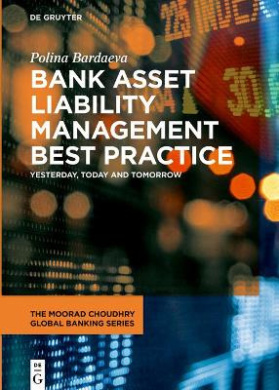 DE GRUYTER
Polina Bardaeva
BANK ASSET
LIABILITY
MANAGEMENT
BEST PRACTICE
YESTERDAY, TODAY AND TOMORROW
THE MOORAD CHOUDHRY
GLOBAL BANKING SERIES
DE
G